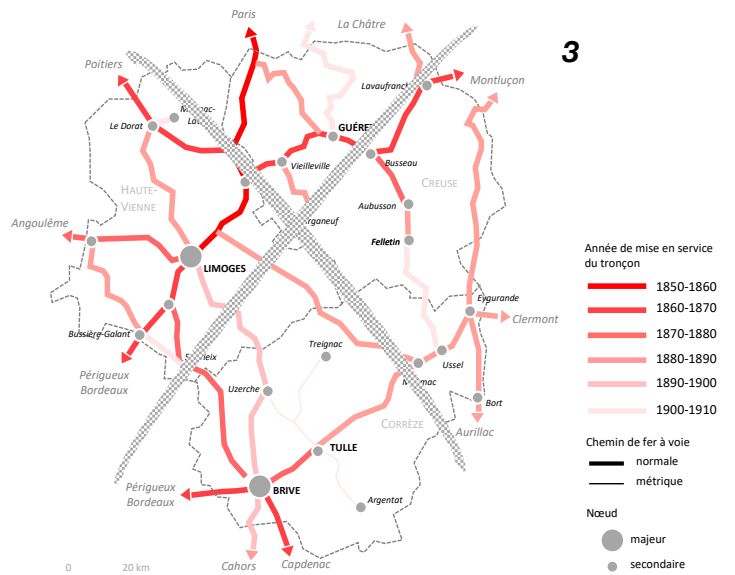 Paris
La Châtre
3
Poitiers
Lavaufranc
Montluçon
Le Dorat
GUÉRET
Vieilleville
Busseau
HAUTE-
VIENNE
CREUSE
Aubusson
Angoulême
Felletin
LIMOGES
Année de mise en service
du tronçon
1850-1860
1860-1870
1870-1880
1880-1890
1890-1900
1900-1910
Eygurande
Clermont
Bussière-Galant
Treignac
Ussel
Périgueux
Bordeaux
Uzerche
Bort
CORRÈZE
Aurillac
Chemin de fer à voie
normale
métrique
TULLE
Périgueux
Bordeaux
BRIVE
Argentat
Nœud
majeur
secondaire
0 20 km
Cahors
Capdenac